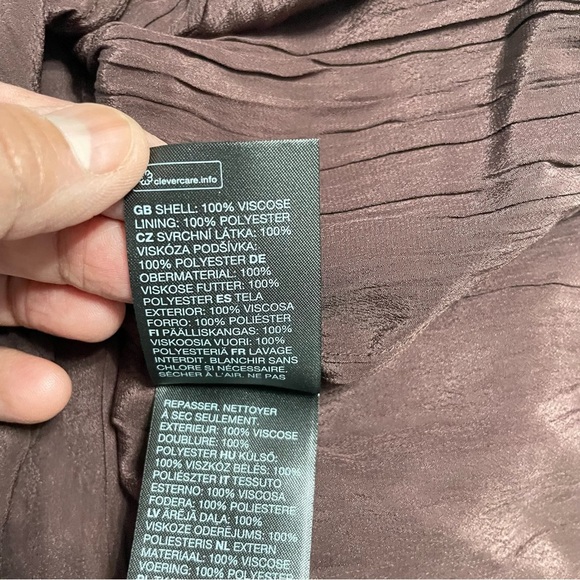 clevercare.info
GB SHELL: 100% VISCOSE
LINING: 100% POLYESTER
CZ SVRCHNÍ LÁTKA: 100%
VISKÓZA PODŠÍVKA:
100% POLYESTER DE
OBERMATERIAL: 100%
VISKOSE FUTTER: 100%
POLYESTER ES TELA
EXTERIOR: 100% VISCOSA
FORRO: 100% POLIÉSTER
FI PÄÄLLISKANGAS: 100%
VISKOOSIA VUORI: 100%
POLYESTERIÄ FR LAVAGE
INTERDIT. BLANCHIR SANS
CHLORE SI NÉCESSAIRE.
SÉCHER À L'AIR. NE PAS
REPASSER. NETTOYER
À SEC SEULEMENT.
EXTERIEUR: 100% VISCOSE
DOUBLURE: 100%
POLYESTER HU KÜLSŐ:
100% VISZKÓZ BÉLÉS: 100%
POLIÉSZTER IT TESSUTO
ESTERNO: 100% VISCOSA
FODERA: 100% POLIESTERE
LV ĀRĒJĀ DAĻA: 100%
VISKOZE ODERĒJUMS: 100%
POLIESTERIS NL EXTERN
MATERIAAL: 100% VISCOSE
VOERING: 100% POLYESTER